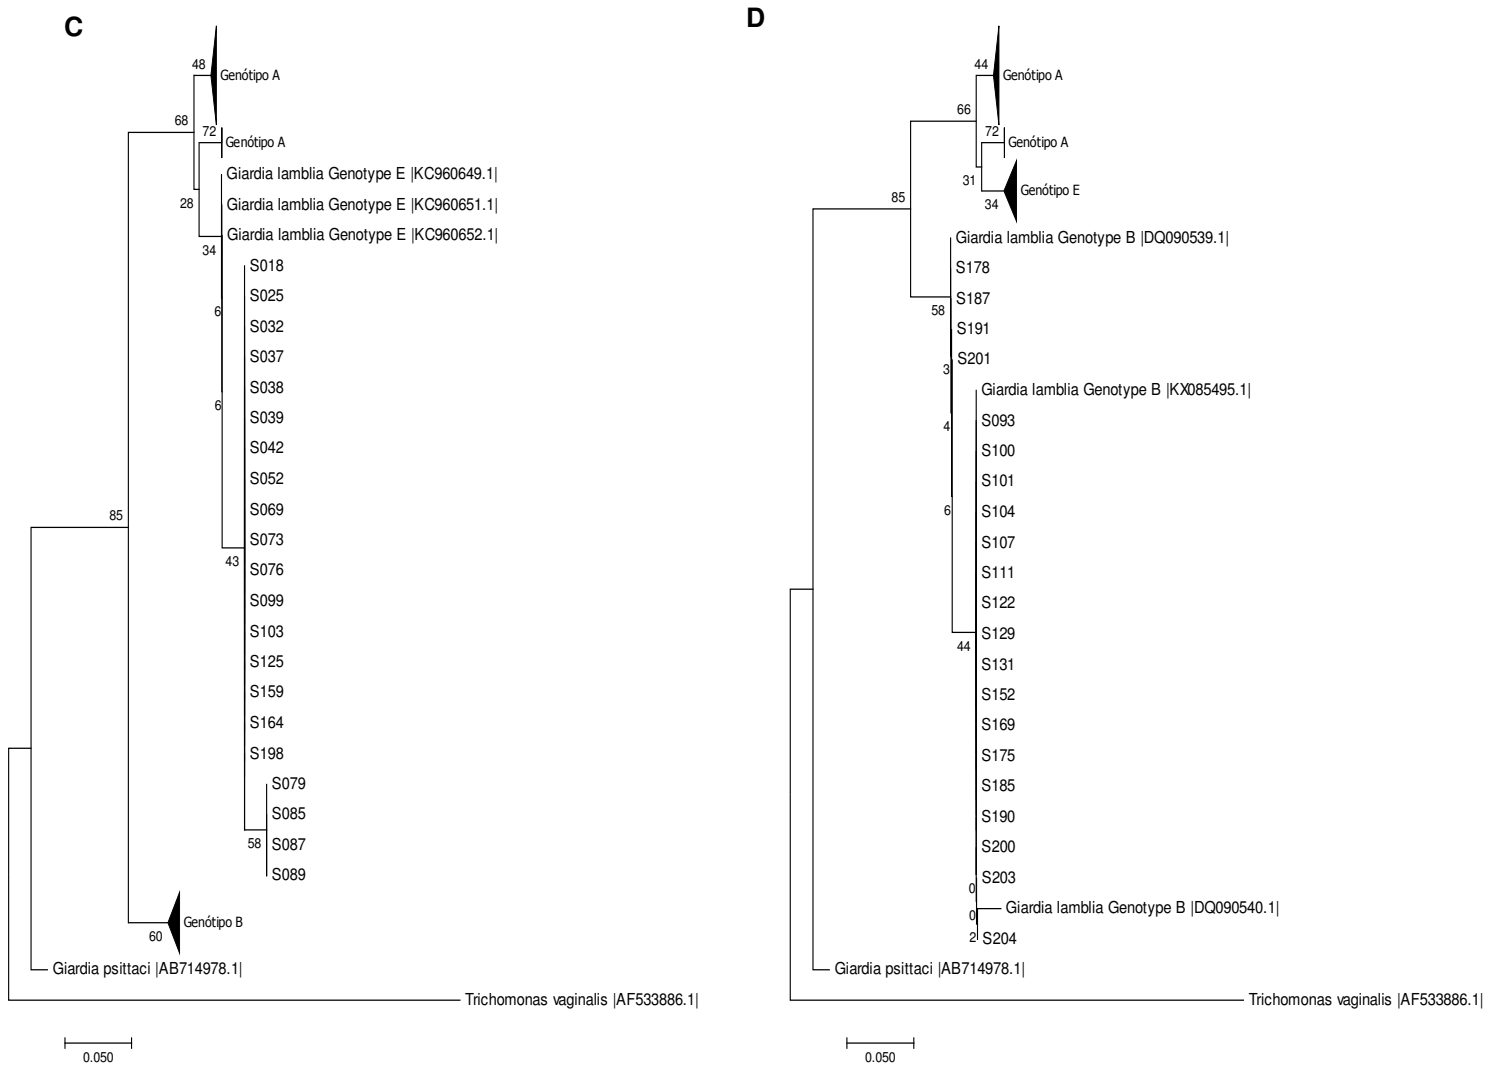 C
48
Genótipo A
68
72
Genótipo A
Giardia lamblia Genotype E |KC960649.1|
28
Giardia lamblia Genotype E |KC960651.1|
Giardia lamblia Genotype E |KC960652.1|
34
S018
S025
6
S032
S037
S038
6
S039
S042
S052
S069
S073
43
S076
S099
S103
S125
S159
S164
S198
S079
S085
58
S087
S089
85
Genótipo B
60
Giardia psittaci |AB714978.1|
Trichomonas vaginalis |AF533886.1|
0.050
D
44
Genótipo A
66
72
Genótipo A
31
Genótipo E
34
85
Giardia lamblia Genotype B |DQ090539.1|
S178
S187
58
S191
S201
3
Giardia lamblia Genotype B |KX085495.1|
S093
4
S100
S101
6
S104
S107
S111
S122
S129
44
S131
S152
S169
S175
S185
S190
S200
S203
0
Giardia lamblia Genotype B |DQ090540.1|
0
2
S204
Giardia psittaci |AB714978.1|
Trichomonas vaginalis |AF533886.1|
0.050